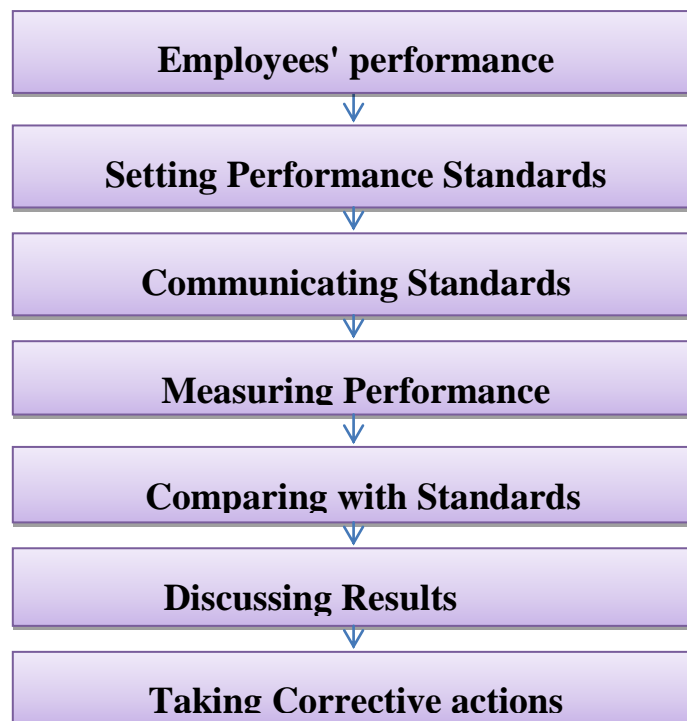 Employees' performance
Setting Performance Standards
Communicating Standards
Measuring Performance
Comparing with Standards
Discussing Results
Taking Corrective actions